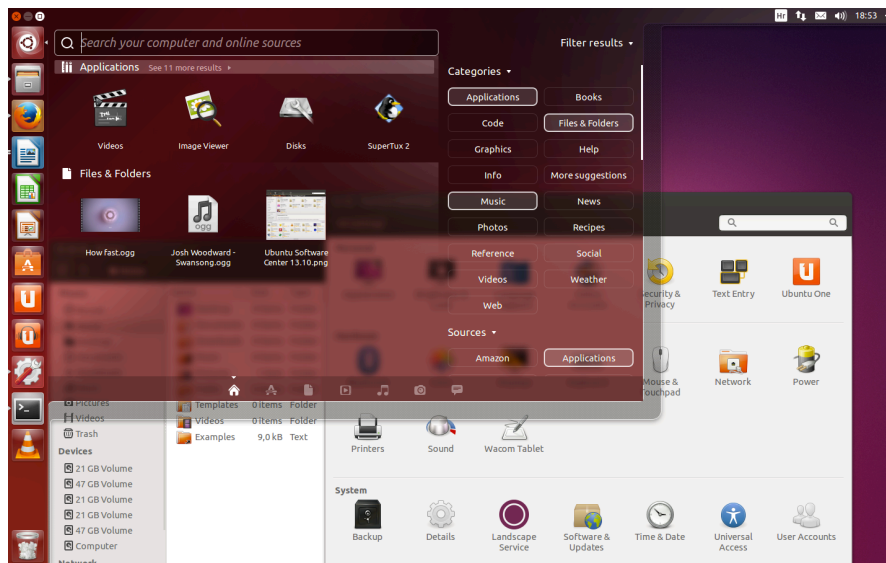 Hr 18:53
Search your computer and online sources
Filter results
Applications See 11 more results
Videos
Image Viewer
Disks
SuperTux 2
Files & Folders
ogg
How fast.ogg
Josh Woodward -
Swansong.ogg
Ubuntu Software
Center 13.10.png
Categories
Applications
Books
Code
Files & Folders
Graphics
Help
Info
More suggestions
Music
News
Photos
Recipes
Reference
Social
Videos
Weather
Web
Sources
Amazon
Applications
Security &
Privacy
Text Entry
Ubuntu One
Mouse &
Touchpad
Network
Power
Printers
Sound
Wacom Tablet
System
Backup
Details
Landscape
Service
Software &
Updates
Time & Date
Universal
Access
User Accounts
Pictures
Videos
Trash
Devices
21 GB Volume
47 GB Volume
21 GB Volume
21 GB Volume
47 GB Volume
Computer
Network
Templates 0 items Folder
Videos 0 items Folder
Examples 9,0 kB Text